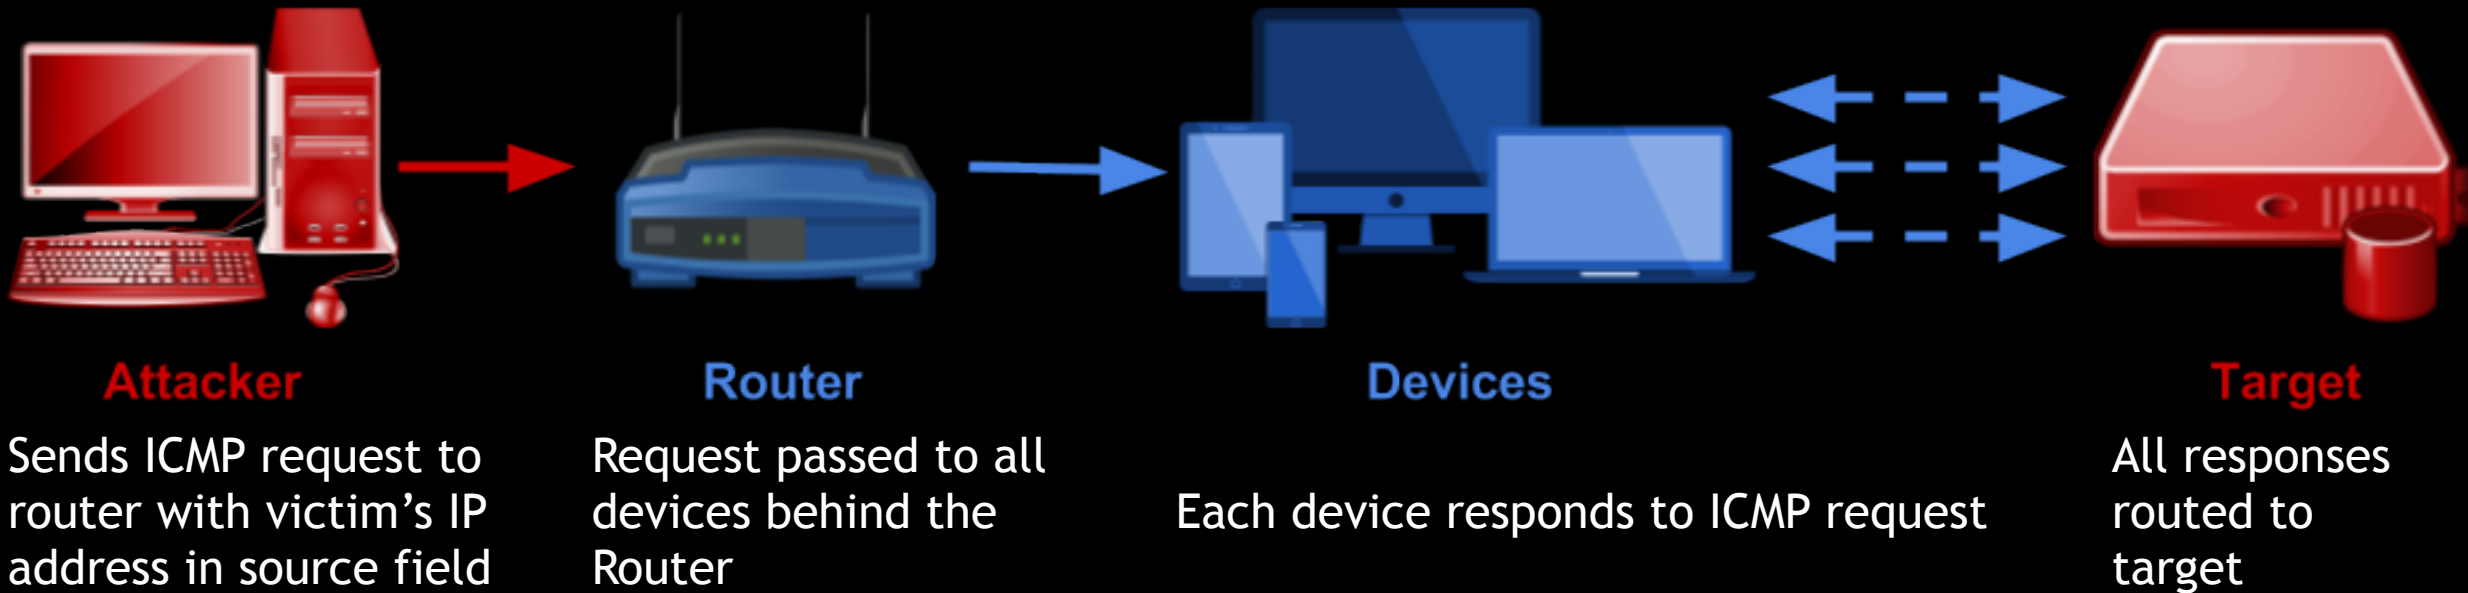 Attacker
Sends ICMP request to
router with victim’s IP
address in source field
Router
Request passed to all
devices behind the
Router
Devices
Each device responds to ICMP request
Target
All responses
routed to
target